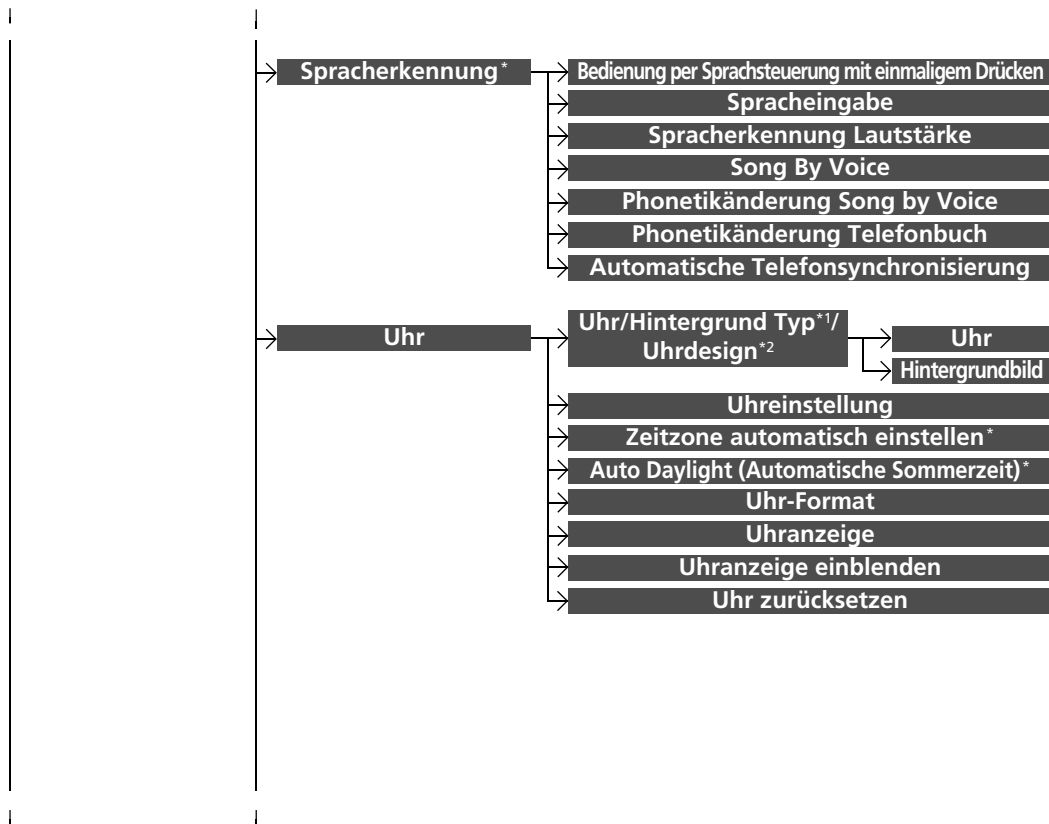 Spracherkennung*
Bedienung per Sprachsteuerung mit einmaligem Drücken
Spracheingabe
Spracherkennung Lautstärke
Song By Voice
Phonetikänderung Song by Voice
Phonetikänderung Telefonbuch
Automatische Telefonsynchronisierung
Uhr
Uhr/Hintergrund Typ*1/
Uhrdesign*2
Uhr
Hintergrundbild
Uhreinstellung
Zeitzone automatisch einstellen*
Auto Daylight (Automatische Sommerzeit)*
Uhr-Format
Uhranzeige
Uhranzeige einblenden
Uhr zurücksetzen